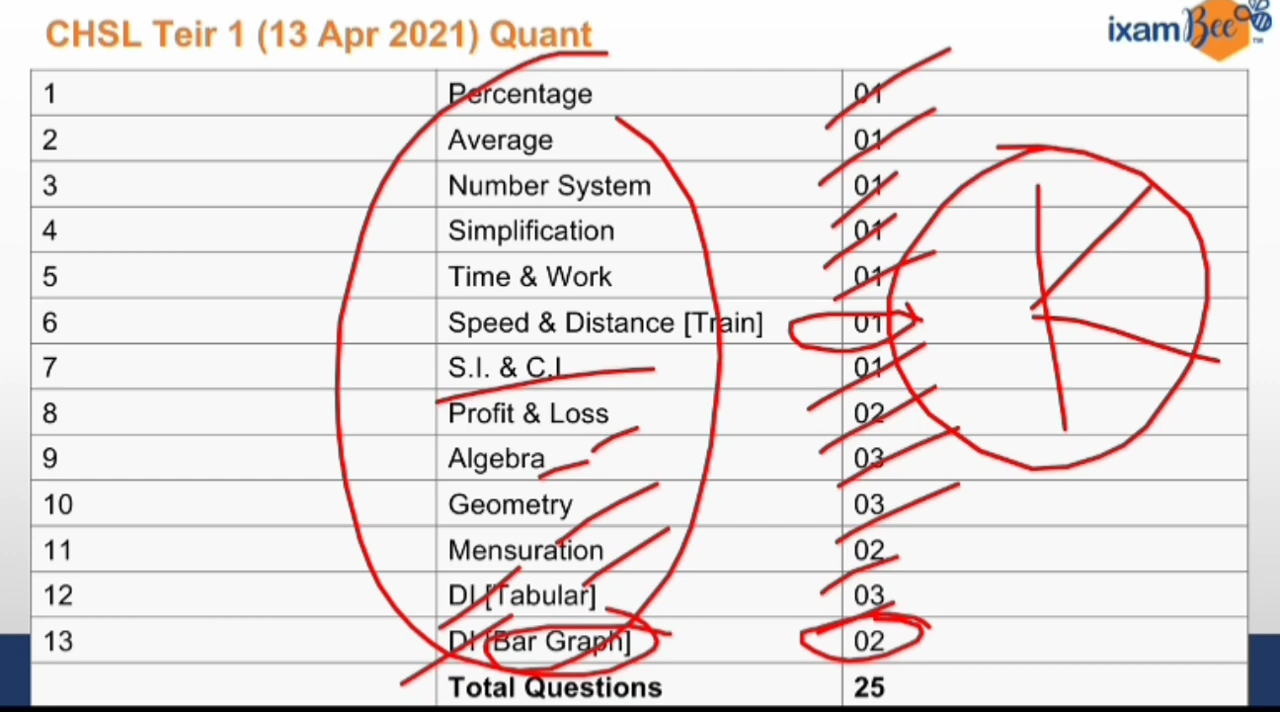 CHSL Teir 1 (13 Apr 2021) Quant
ixamBee
1 Percentage 01
2 Average 01
3 Number System 01
4 Simplification 01
5 Time & Work 01
6 Speed & Distance [Train] 01
7 S.I. & C.I 01
8 Profit & Loss 02
9 Algebra 03
10 Geometry 03
11 Mensuration 02
12 DI [Tabular] 03
13 DI [Bar Graph] 02
Total Questions 25